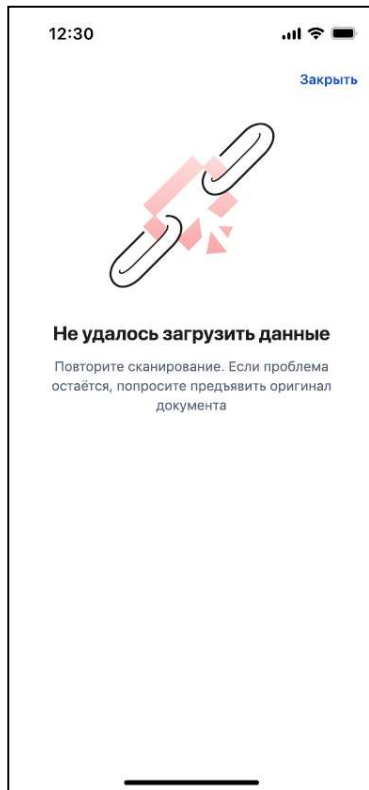 12:30
Закрыть
Не удалось загрузить данные
Повторите сканирование. Если проблема
остаётся, попросите предъявить оригинал
документа